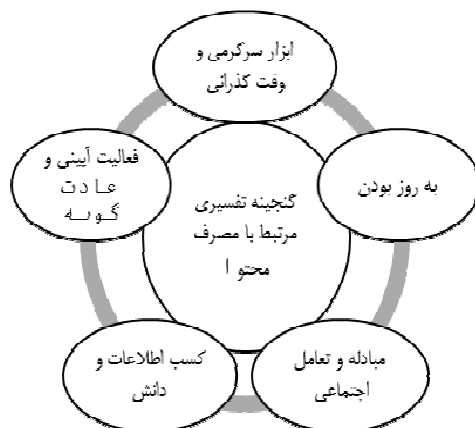 ابزار سرگرمی و
وقت گذرانی
به روز بودن
مبادله و تعامل
اجتماعی
کسب اطلاعات و
دانش
فعالیت آیینی و
عادت
گونه
گنجینه تفسیری
مرتبط با مصرف
محتوا